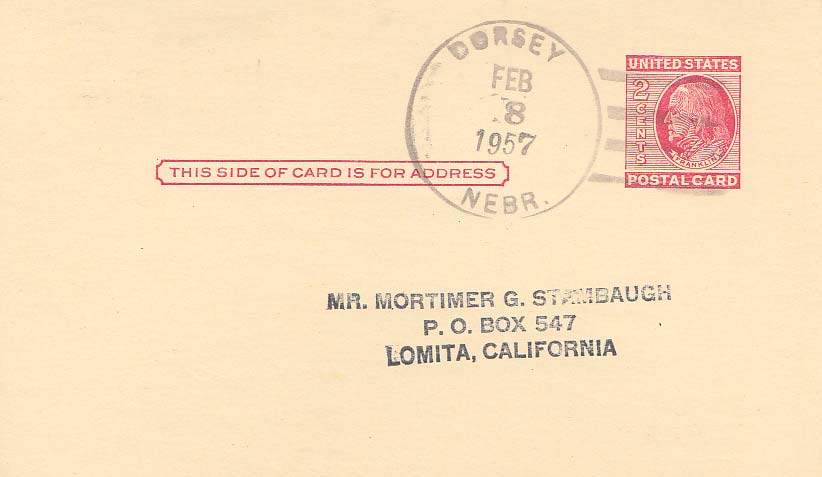 DORSEY
FEB
8
1957
NEBR.
UNITED STATES
2 CENTS
FRANKLIN
POSTAL CARD
THIS SIDE OF CARD IS FOR ADDRESS
MR. MORTIMER G. STAMBAUGH
P. O. BOX 547
LOMITA, CALIFORNIA